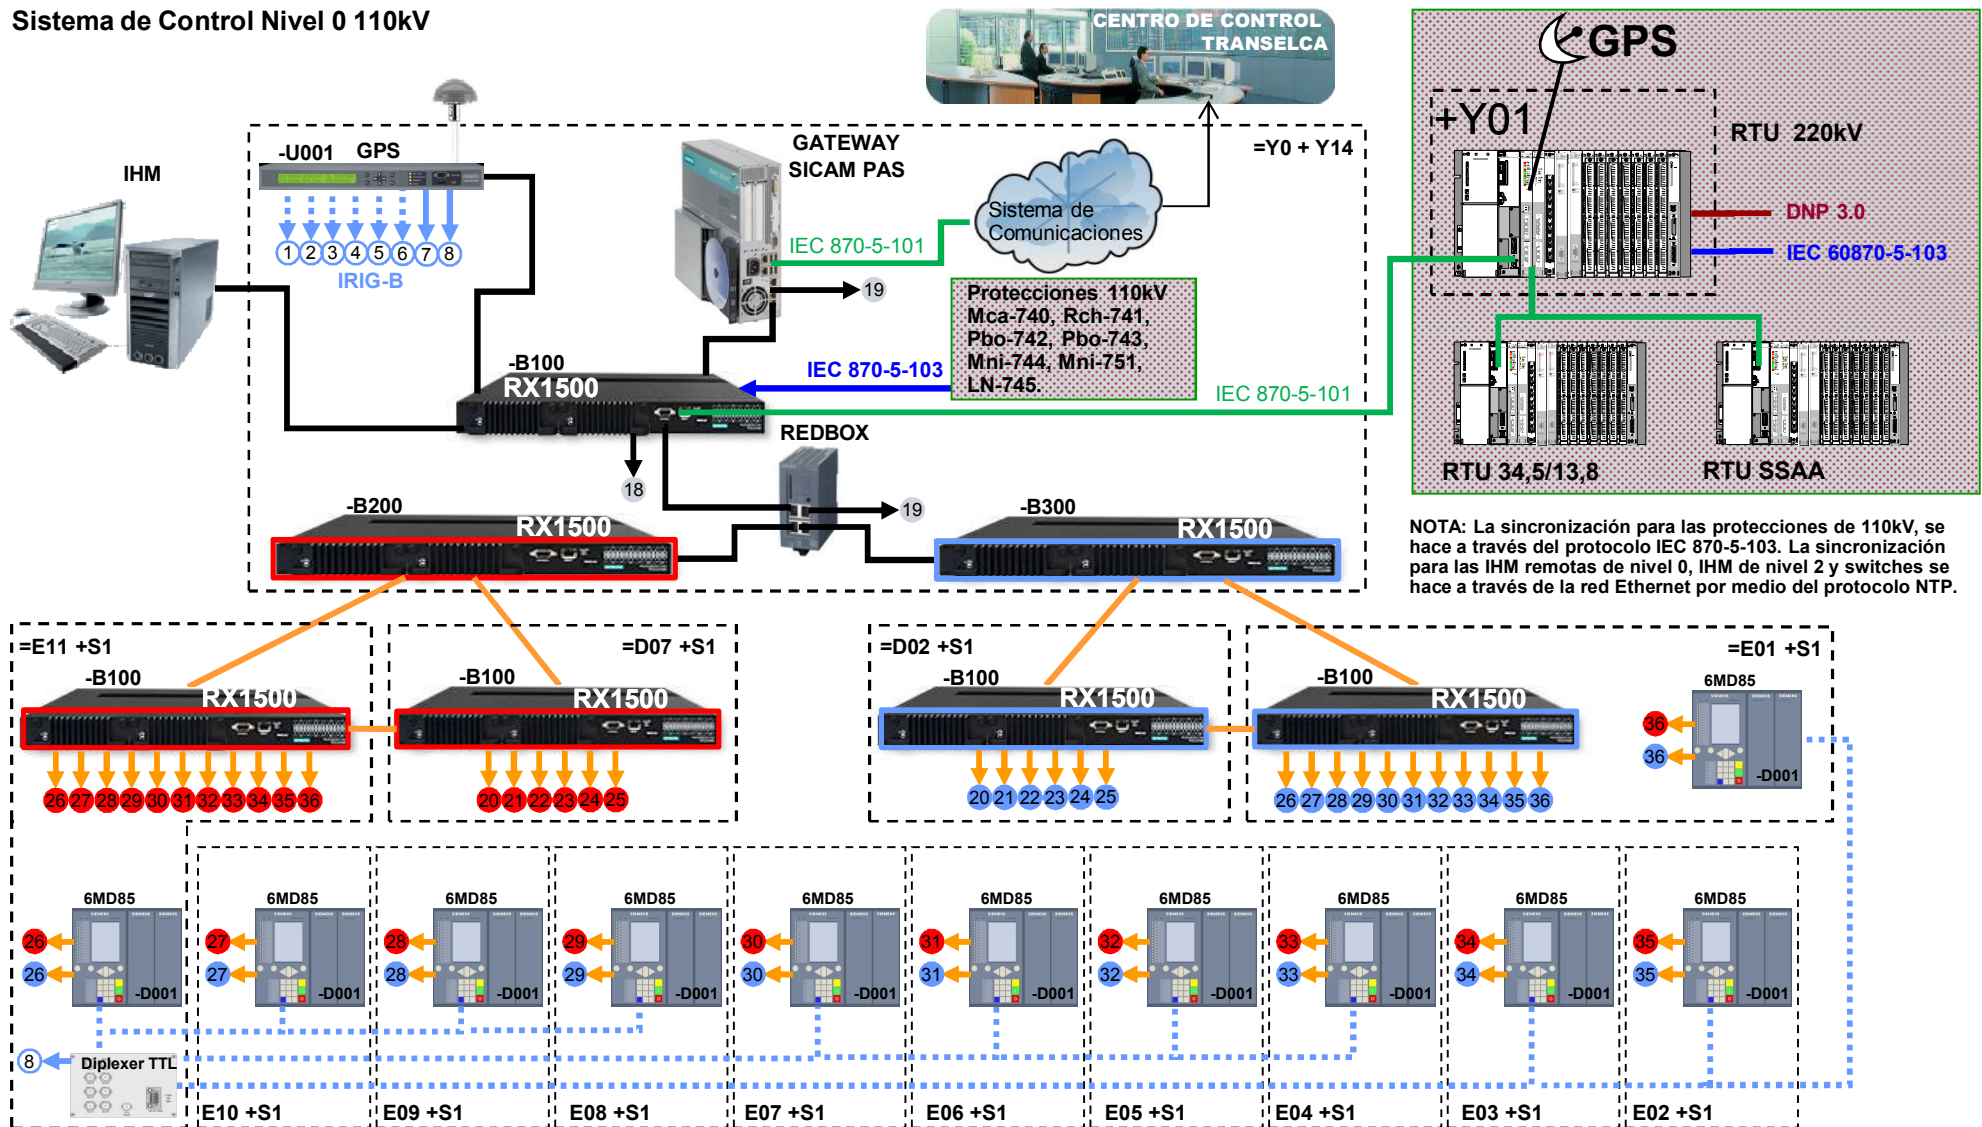 Sistema de Control Nivel 0 110kV
CENTRO DE CONTROL
TRANSELCA
GPS
+Y01
RTU 220kV
DNP 3.0
IEC 60870-5-103
RTU 34,5/13,8
RTU SSAA
=Y0 + Y14
IHM
-U001 GPS
1 2 3 4 5 6 7 8
IRIG-B
GATEWAY
SICAM PAS
Sistema de
Comunicaciones
IEC 870-5-101
19
Protecciones 110kV
Mca-740, Rch-741,
Pbo-742, Pbo-743,
Mni-744, Mni-751,
LN-745.
IEC 870-5-103
IEC 870-5-101
-B100
RX1500
18
REDBOX
19
-B200
RX1500
-B300
RX1500
NOTA: La sincronización para las protecciones de 110kV, se
hace a través del protocolo IEC 870-5-103. La sincronización
para las IHM remotas de nivel 0, IHM de nivel 2 y switches se
hace a través de la red Ethernet por medio del protocolo NTP.
=E11 +S1
-B100
RX1500
26 27 28 29 30 31 32 33 34 35 36
=D07 +S1
-B100
RX1500
20 21 22 23 24 25
=D02 +S1
-B100
RX1500
20 21 22 23 24 25
=E01 +S1
-B100
RX1500
26 27 28 29 30 31 32 33 34 35 36
6MD85
36
36
-D001
6MD85
26
26
-D001
6MD85
27
27
-D001
6MD85
28
28
-D001
6MD85
29
29
-D001
6MD85
30
30
-D001
6MD85
31
31
-D001
6MD85
32
32
-D001
6MD85
33
33
-D001
6MD85
34
34
-D001
6MD85
35
35
-D001
8
Diplexer TTL
E10 +S1
E09 +S1
E08 +S1
E07 +S1
E06 +S1
E05 +S1
E04 +S1
E03 +S1
E02 +S1